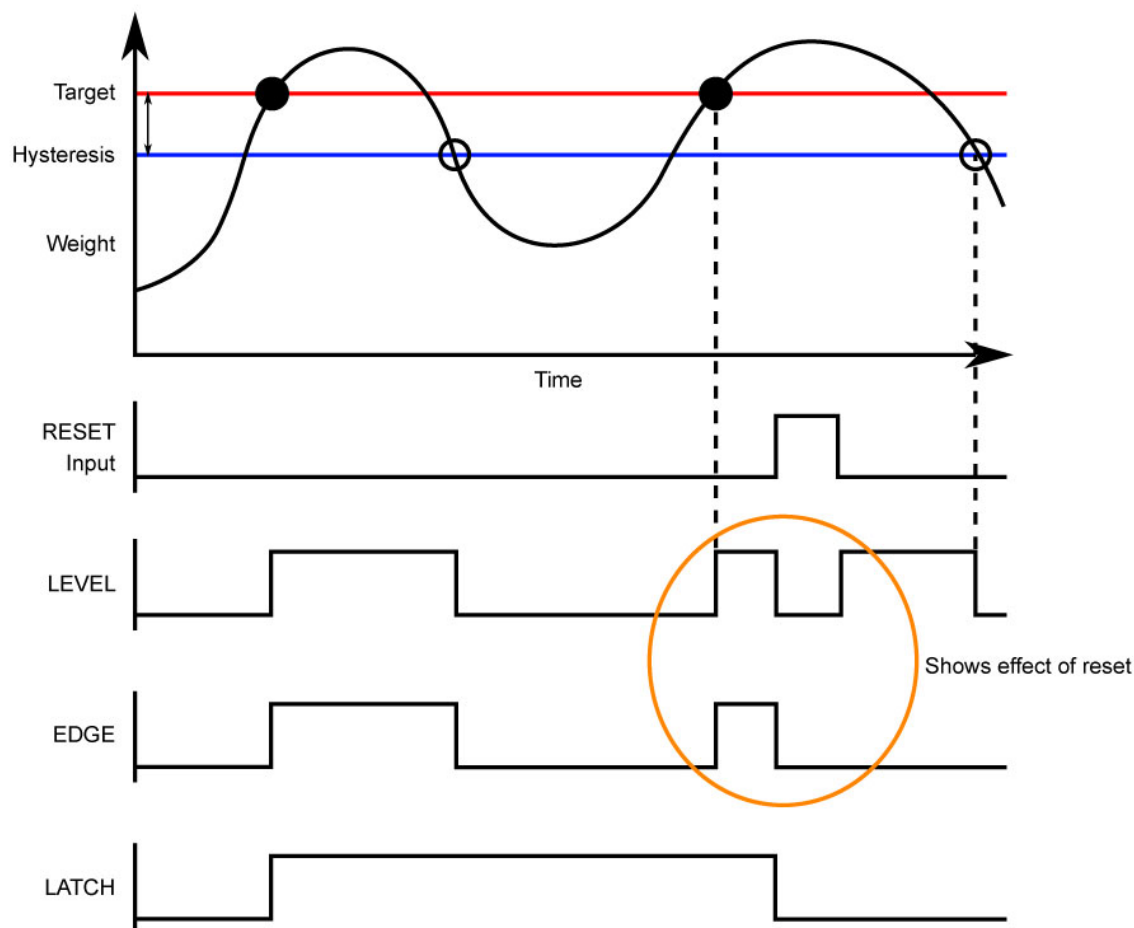 Target
Hysteresis
Weight
Time
RESET
Input
LEVEL
Shows effect of reset
EDGE
LATCH